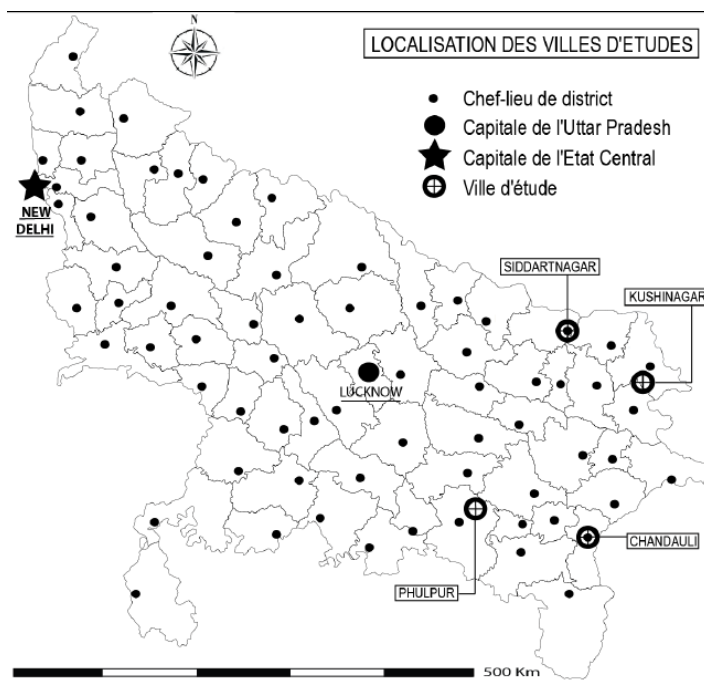 N
LOCALISATION DES VILLES D'ETUDES
Chef-lieu de district
Capitale de l'Uttar Pradesh
Capitale de l'Etat Central
Ville d'étude
NEW
DELHI
SIDDARTNAGAR
KUSHINAGAR
LUCKNOW
CHANDAULI
PHULPUR
500 Km